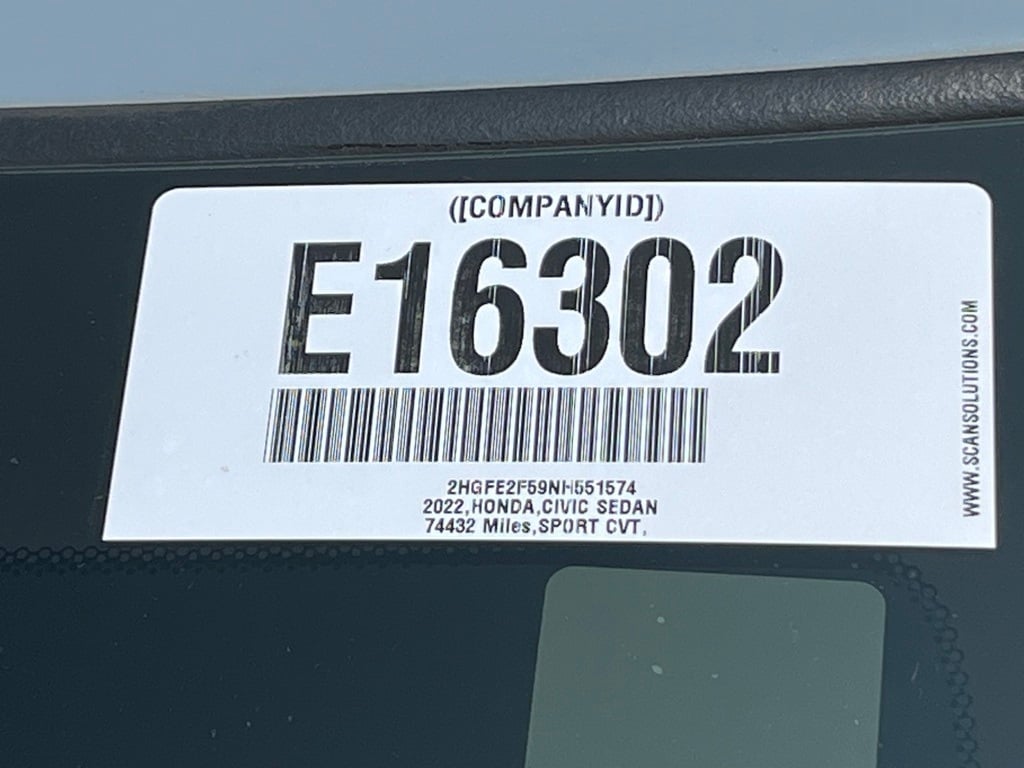 ([COMPANYID])
E16302
2HGFE2F59NH551574
2022,HONDA,CIVIC SEDAN
74432 Miles,SPORT CVT,
WWW.SCANSOLUTIONS.COM